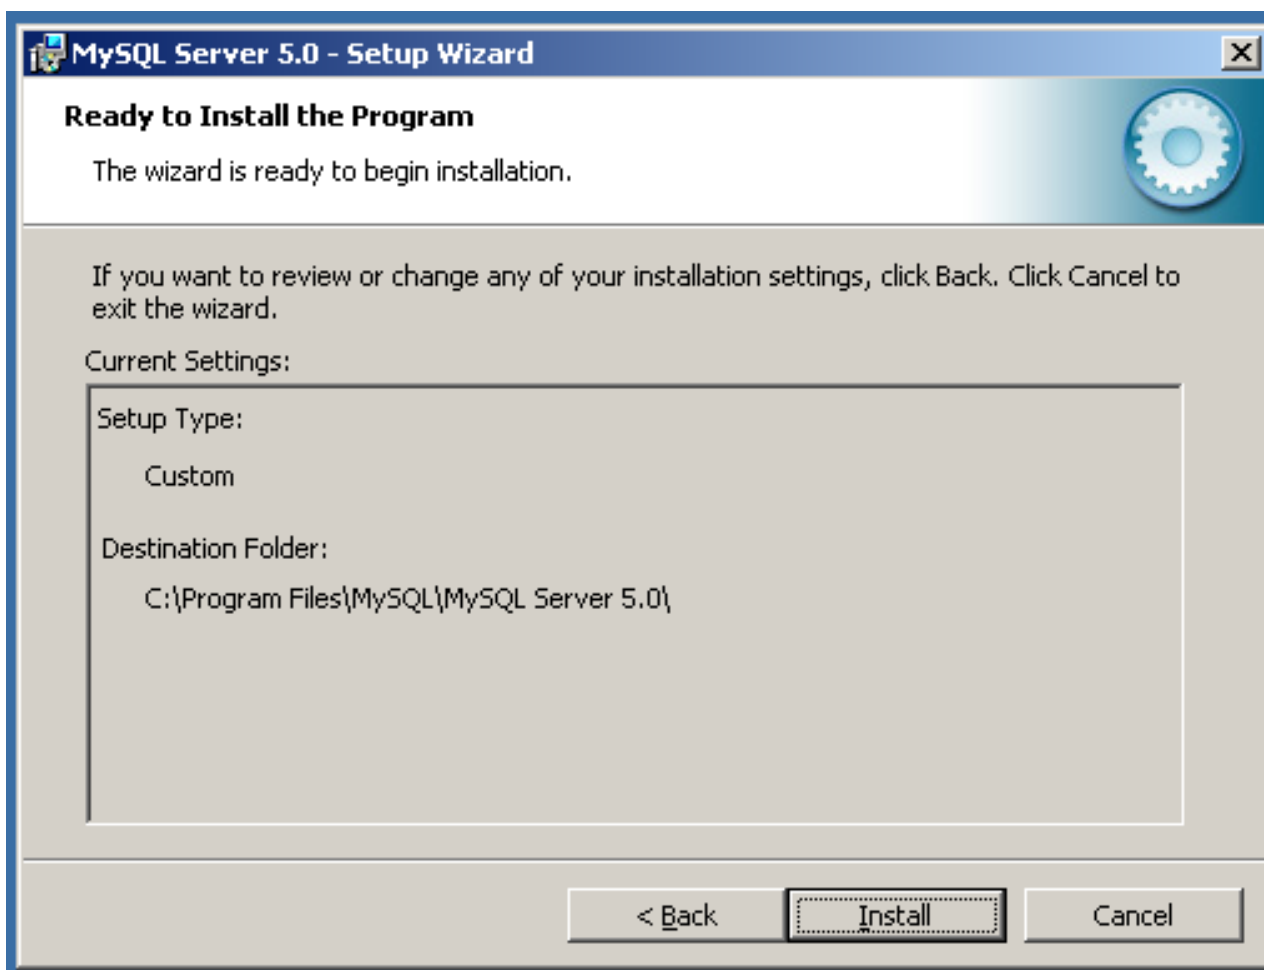 MySQL Server 5.0 - Setup Wizard
Ready to Install the Program
The wizard is ready to begin installation.
If you want to review or change any of your installation settings, click Back. Click Cancel to
exit the wizard.
Current Settings:
Setup Type:
Custom
Destination Folder:
C:\Program Files\MySQL\MySQL Server 5.0\
< Back
Install
Cancel